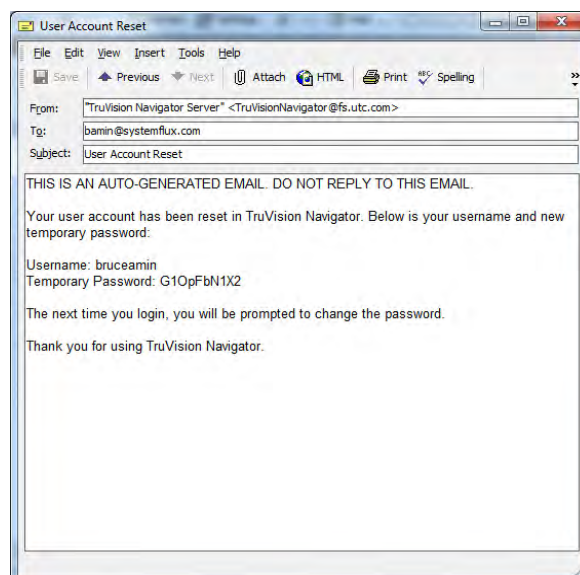 User Account Reset
File Edit View Insert Tools Help
Save Previous Next Attach HTML Print ABC Spelling »
From: "TruVision Navigator Server" <TruVisionNavigator@fs.utc.com>
To: bamin@systemflux.com
Subject: User Account Reset
THIS IS AN AUTO-GENERATED EMAIL. DO NOT REPLY TO THIS EMAIL.
Your user account has been reset in TruVision Navigator. Below is your username and new
temporary password:
Username: bruceamin
Temporary Password: G1OpFbN1X2
The next time you login, you will be prompted to change the password.
Thank you for using TruVision Navigator.